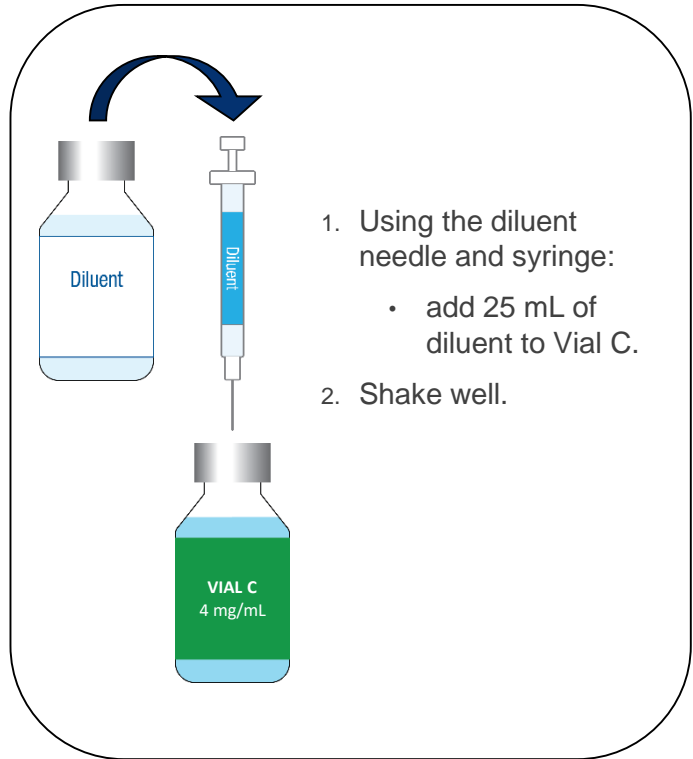 Diluent
Diluent
1. Using the diluent
needle and syringe:
• add 25 mL of
diluent to Vial C.
2. Shake well.
VIAL C
4 mg/mL